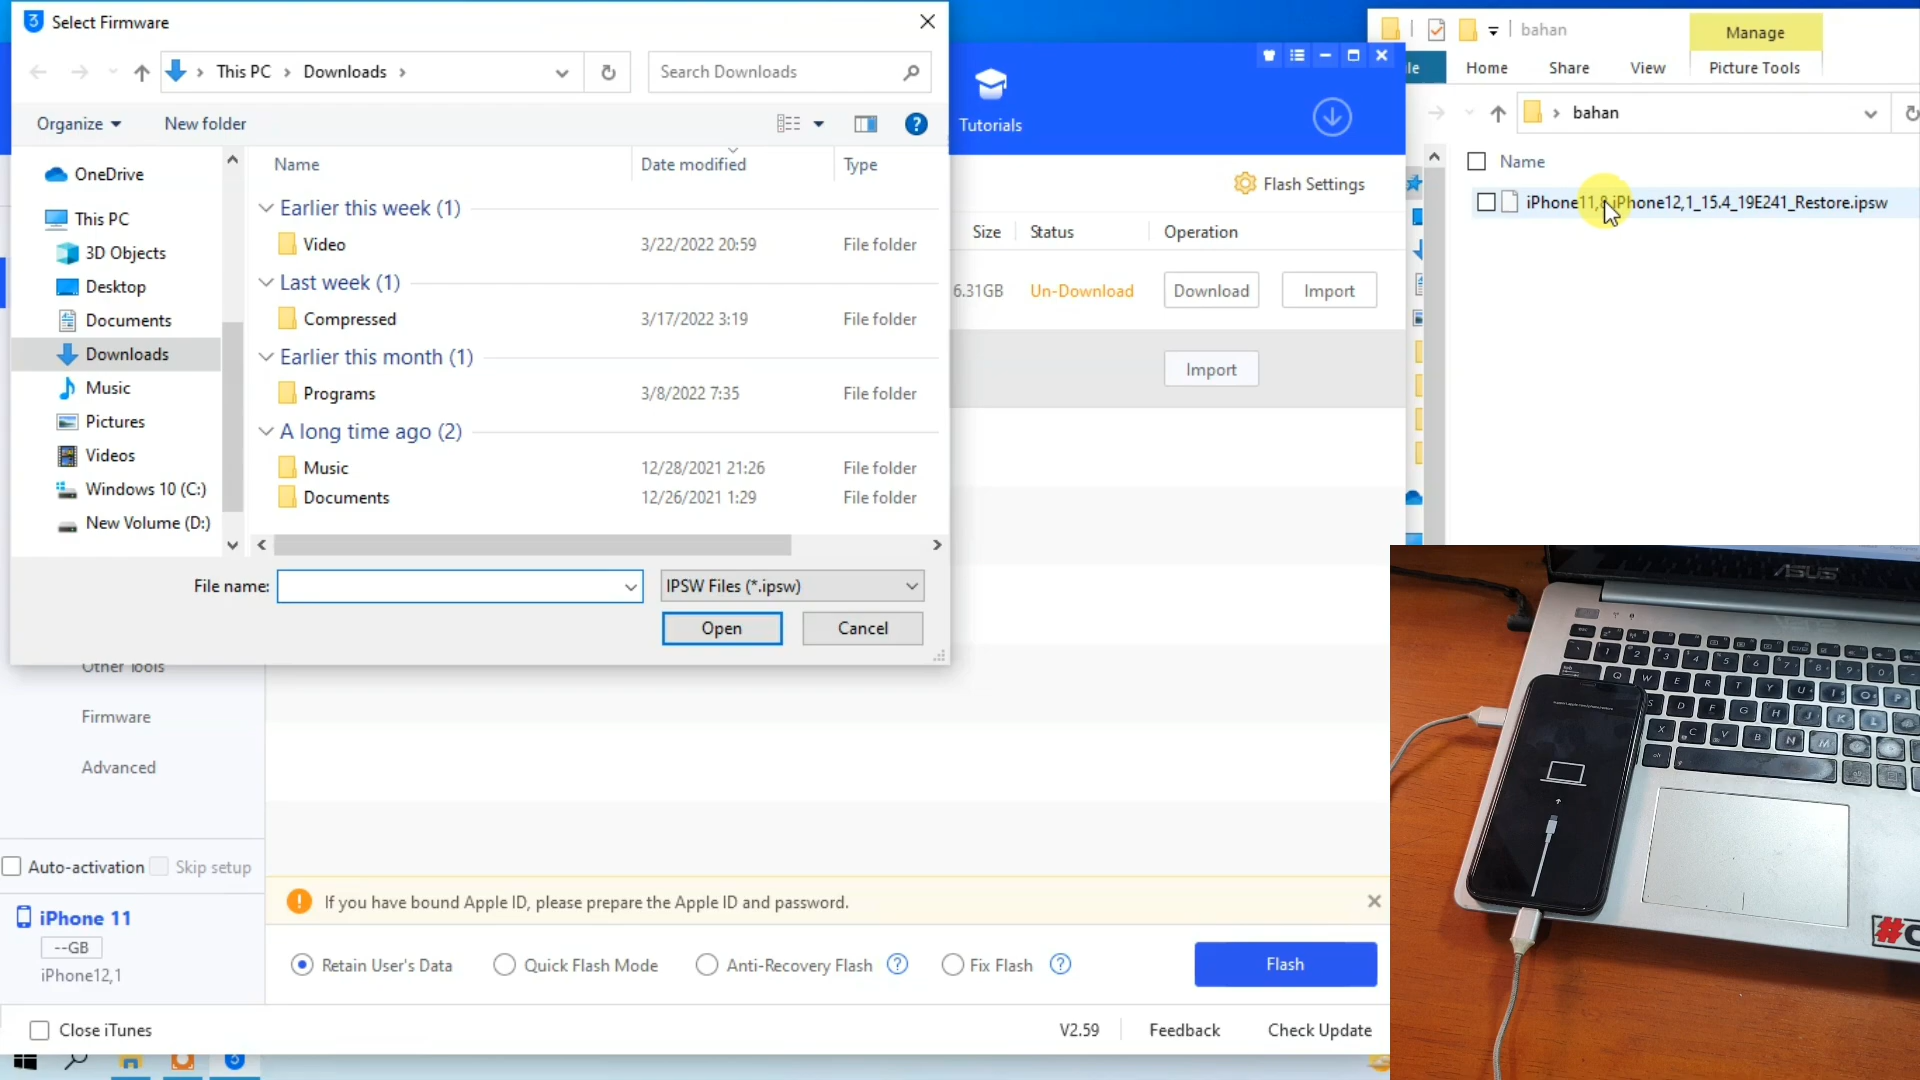 Select Firmware
This PC
Downloads
Search Downloads
Organize
New folder
OneDrive
This PC
3D Objects
Desktop
Documents
Downloads
Music
Pictures
Videos
Windows 10 (C:)
New Volume (D:)
Name
Date modified
Type
Earlier this week (1)
Video
3/22/2022 20:59
File folder
Last week (1)
Compressed
3/17/2022 3:19
File folder
Earlier this month (1)
Programs
3/8/2022 7:35
File folder
A long time ago (2)
Music
12/28/2021 21:26
File folder
Documents
12/26/2021 1:29
File folder
File name:
IPSW Files (*.ipsw)
Open
Cancel
Tutorials
Flash Settings
Size
Status
Operation
6.31GB
Un-Download
Download
Import
Import
Other Tools
Firmware
Advanced
Auto-activation
Skip setup
iPhone 11
--GB
iPhone12,1
If you have bound Apple ID, please prepare the Apple ID and password.
Retain User's Data
Quick Flash Mode
Anti-Recovery Flash
Fix Flash
Flash
Close iTunes
V2.59
Feedback
Check Update
bahan
Manage
Home
Share
View
Picture Tools
bahan
Name
iPhone11,8,iPhone12,1_15.4_19E241_Restore.ipsw
ASUS